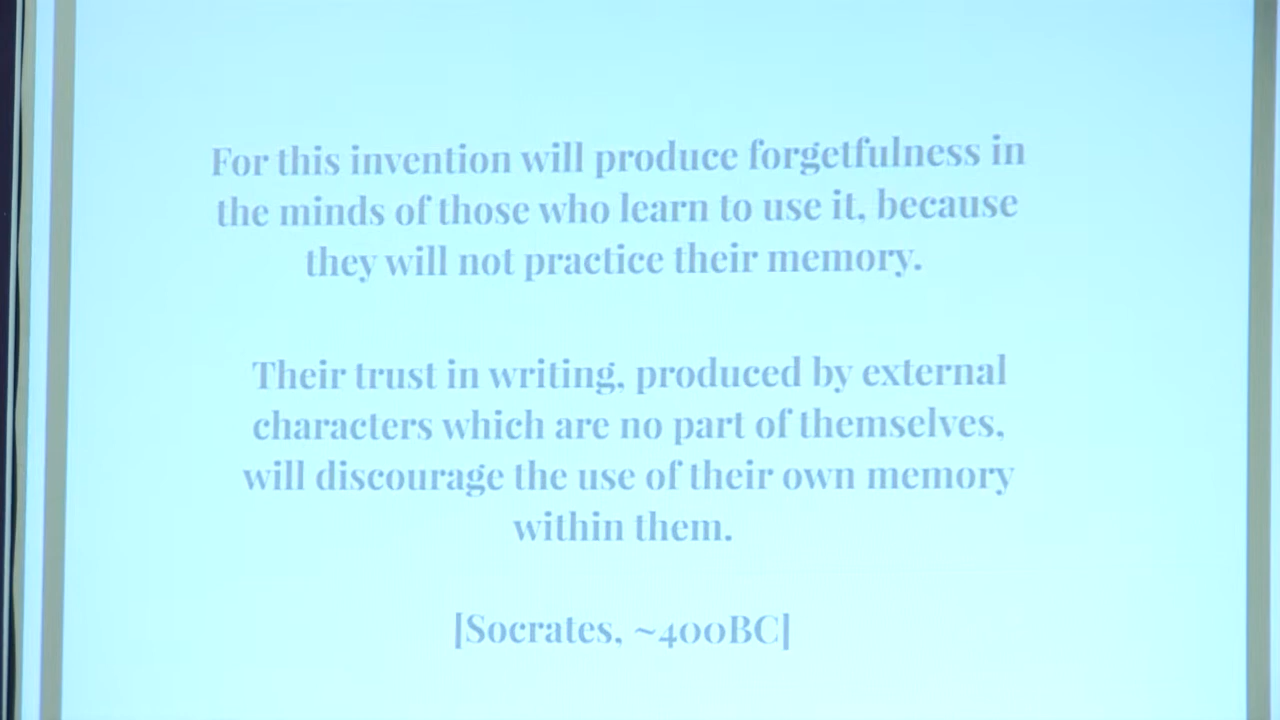 For this invention will produce forgetfulness in
the minds of those who learn to use it, because
they will not practice their memory.
Their trust in writing, produced by external
characters which are no part of themselves,
will discourage the use of their own memory
within them.
[Socrates, ~400BC]